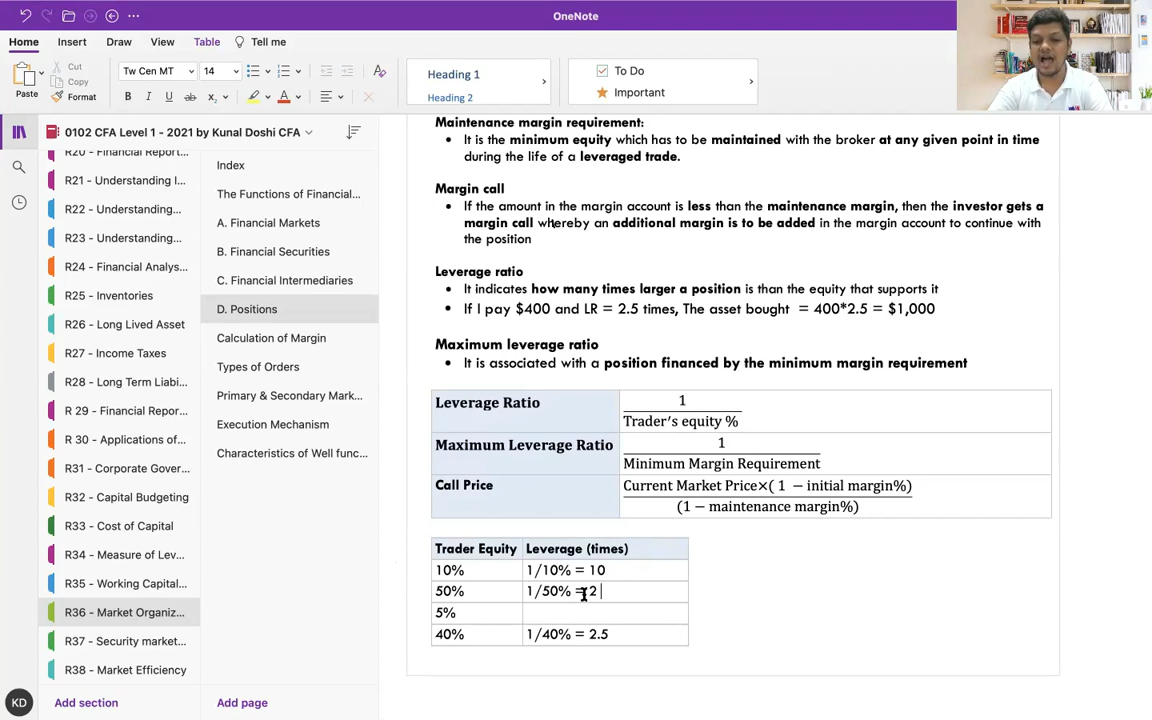 OneNote
Home Insert Draw View Table Tell me
Paste
Cut
Copy
Format
Tw Cen MT 14
B I U ab x₂ A
Heading 1
Heading 2
To Do
Important
0102 CFA Level 1 - 2021 by Kunal Doshi CFA
R20 - Financial Report...
R21 - Understanding I...
R22 - Understanding...
R23 - Understanding...
R24 - Financial Analys...
R25 - Inventories
R26 - Long Lived Asset
R27 - Income Taxes
R28 - Long Term Liabi...
R 29 - Financial Repor...
R 30 - Applications of...
R31 - Corporate Gover...
R32 - Capital Budgeting
R33 - Cost of Capital
R34 - Measure of Lev...
R35 - Working Capital...
R36 - Market Organiz...
R37 - Security market...
R38 - Market Efficiency
KD
Add section
Index
The Functions of Financial...
A. Financial Markets
B. Financial Securities
C. Financial Intermediaries
D. Positions
Calculation of Margin
Types of Orders
Primary & Secondary Mark...
Execution Mechanism
Characteristics of Well func...
Add page
Maintenance margin requirement:
It is the minimum equity which has to be maintained with the broker at any given point in time
during the life of a leveraged trade.
Margin call
If the amount in the margin account is less than the maintenance margin, then the investor gets a
margin call whereby an additional margin is to be added in the margin account to continue with
the position
Leverage ratio
It indicates how many times larger a position is than the equity that supports it
If I pay $400 and LR = 2.5 times, The asset bought = 400*2.5 = $1,000
Maximum leverage ratio
It is associated with a position financed by the minimum margin requirement
Leverage Ratio
1
Trader's equity %
Maximum Leverage Ratio
1
Minimum Margin Requirement
Call Price
Current Market Price×( 1 − initial margin%)
(1 − maintenance margin%)
Trader Equity Leverage (times)
10% 1/10% = 10
50% 1/50% = 2
5%
40% 1/40% = 2.5